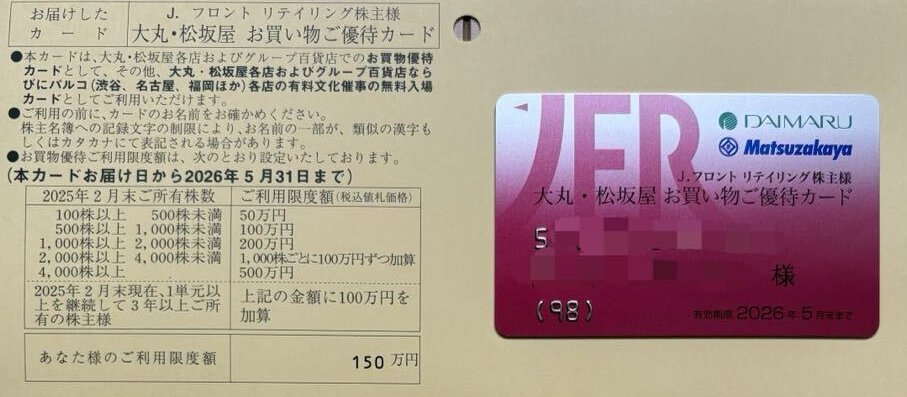 お届けした
カード
J. フロント リテイリング株主様
大丸・松坂屋 お買い物ご優待カード
●本カードは、大丸・松坂屋各店およびグループ百貨店でのお買物優待
カードとして、その他、大丸・松坂屋各店およびグループ百貨店なら
びにパルコ(渋谷、名古屋、福岡ほか)各店の有料文化催事の無料入場
カードとしてご利用いただけます。
●ご利用の前に、カードのお名前をお確かめください。
株主名簿への記録文字の制限により、お名前の一部が、類似の漢字も
しくはカタカナにて表記される場合があります。
●お買物優待ご利用限度額は、次のとおり設定いたしております。
(本カードお届け日から2026年5月31日まで)
2025年2月末ご所有株数 ご利用限度額(税込値札価格)
100株以上 500株未満 50万円
500株以上 1,000株未満 100万円
1,000株以上 2,000株未満 200万円
2,000株以上 4,000株未満 1,000株ごとに100万円ずつ加算
4,000株以上 500万円
2025年2月末現在、1単元以
上を継続して3年以上ご所
有の株主様
上記の金額に100万円を
加算
あなた様のご利用限度額 150万円
JFR
DAIMARU
Matsuzakaya
J.フロント リテイリング株主様
大丸・松坂屋 お買い物ご優待カード
5
様
(98)
有効期限 2026年5月末まで